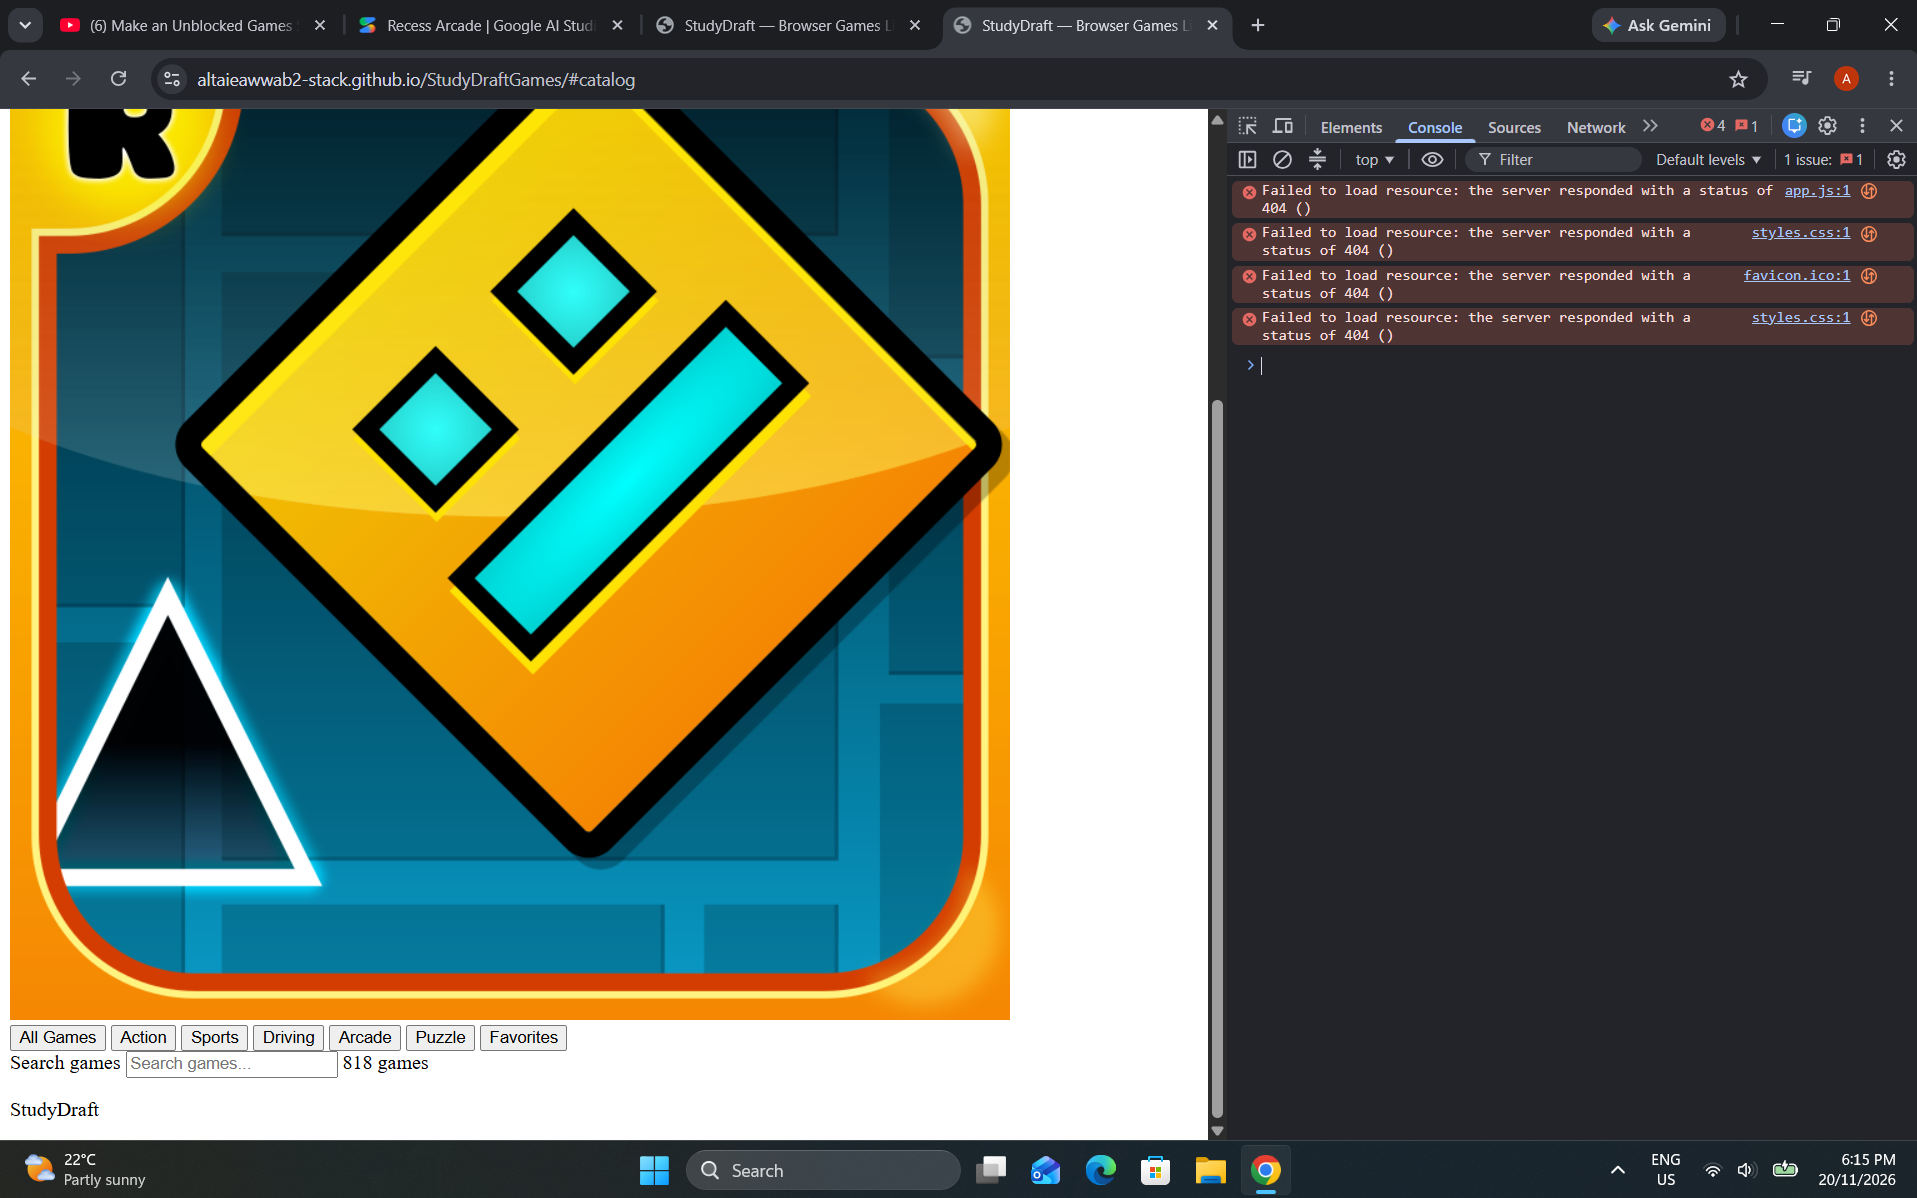 (6) Make an Unblocked Games
Recess Arcade | Google AI Stud
StudyDraft — Browser Games L
StudyDraft — Browser Games L
Ask Gemini
altaieawwab2-stack.github.io/StudyDraftGames/#catalog
A
R
Elements
Console
Sources
Network
4
1
top
Filter
Default levels
1 issue:
1
Failed to load resource: the server responded with a status of
404 ()
app.js:1
Failed to load resource: the server responded with a
status of 404 ()
styles.css:1
Failed to load resource: the server responded with a
status of 404 ()
favicon.ico:1
Failed to load resource: the server responded with a
status of 404 ()
styles.css:1
All Games
Action
Sports
Driving
Arcade
Puzzle
Favorites
Search games
Search games...
818 games
StudyDraft
22°C
Partly sunny
Search
ENG
US
6:15 PM
20/11/2026